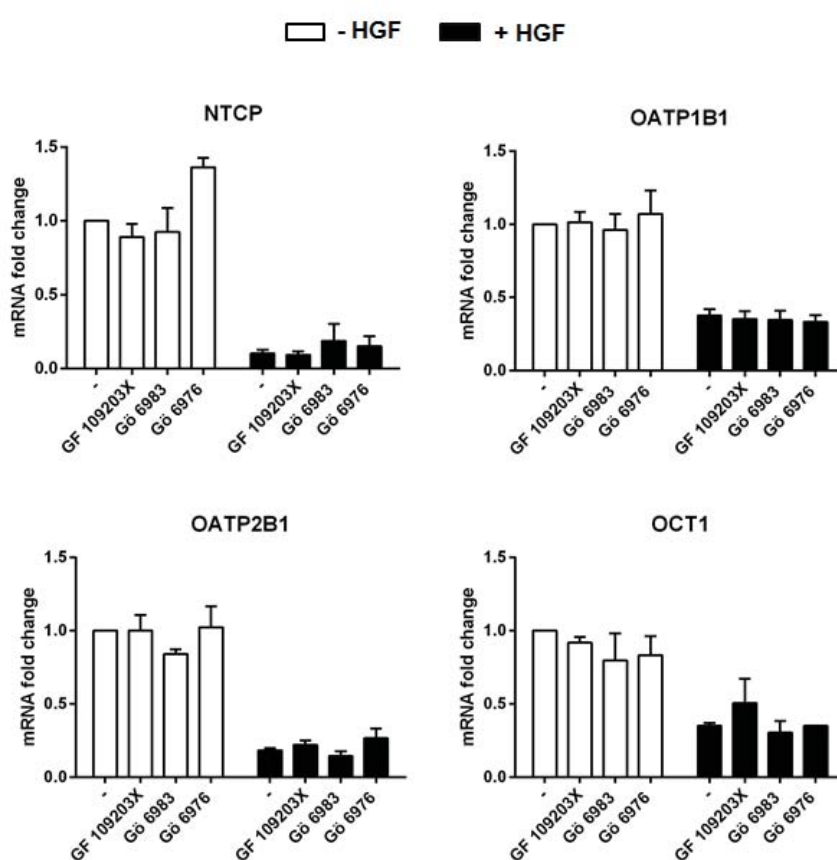 - HGF + HGF
NTCP
mRNA fold change
1.5
1.0
0.5
0.0
- GF 109203X Gö 6983 Gö 6976 - GF 109203X Gö 6983 Gö 6976
OATP1B1
mRNA fold change
1.5
1.0
0.5
0.0
- GF 109203X Gö 6983 Gö 6976 - GF 109203X Gö 6983 Gö 6976
OATP2B1
mRNA fold change
1.5
1.0
0.5
0.0
- GF 109203X Gö 6983 Gö 6976 - GF 109203X Gö 6983 Gö 6976
OCT1
mRNA fold change
1.5
1.0
0.5
0.0
- GF 109203X Gö 6983 Gö 6976 - GF 109203X Gö 6983 Gö 6976